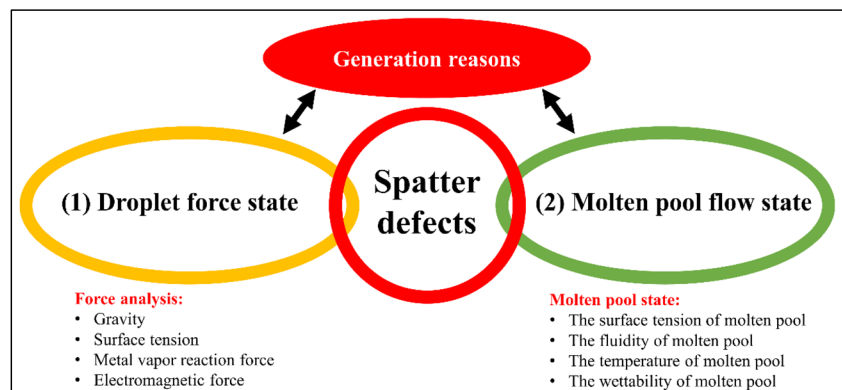 Generation reasons
(1) Droplet force state
Spatter
defects
(2) Molten pool flow state
Force analysis:
• Gravity
• Surface tension
• Metal vapor reaction force
• Electromagnetic force
Molten pool state:
• The surface tension of molten pool
• The fluidity of molten pool
• The temperature of molten pool
• The wettability of molten pool